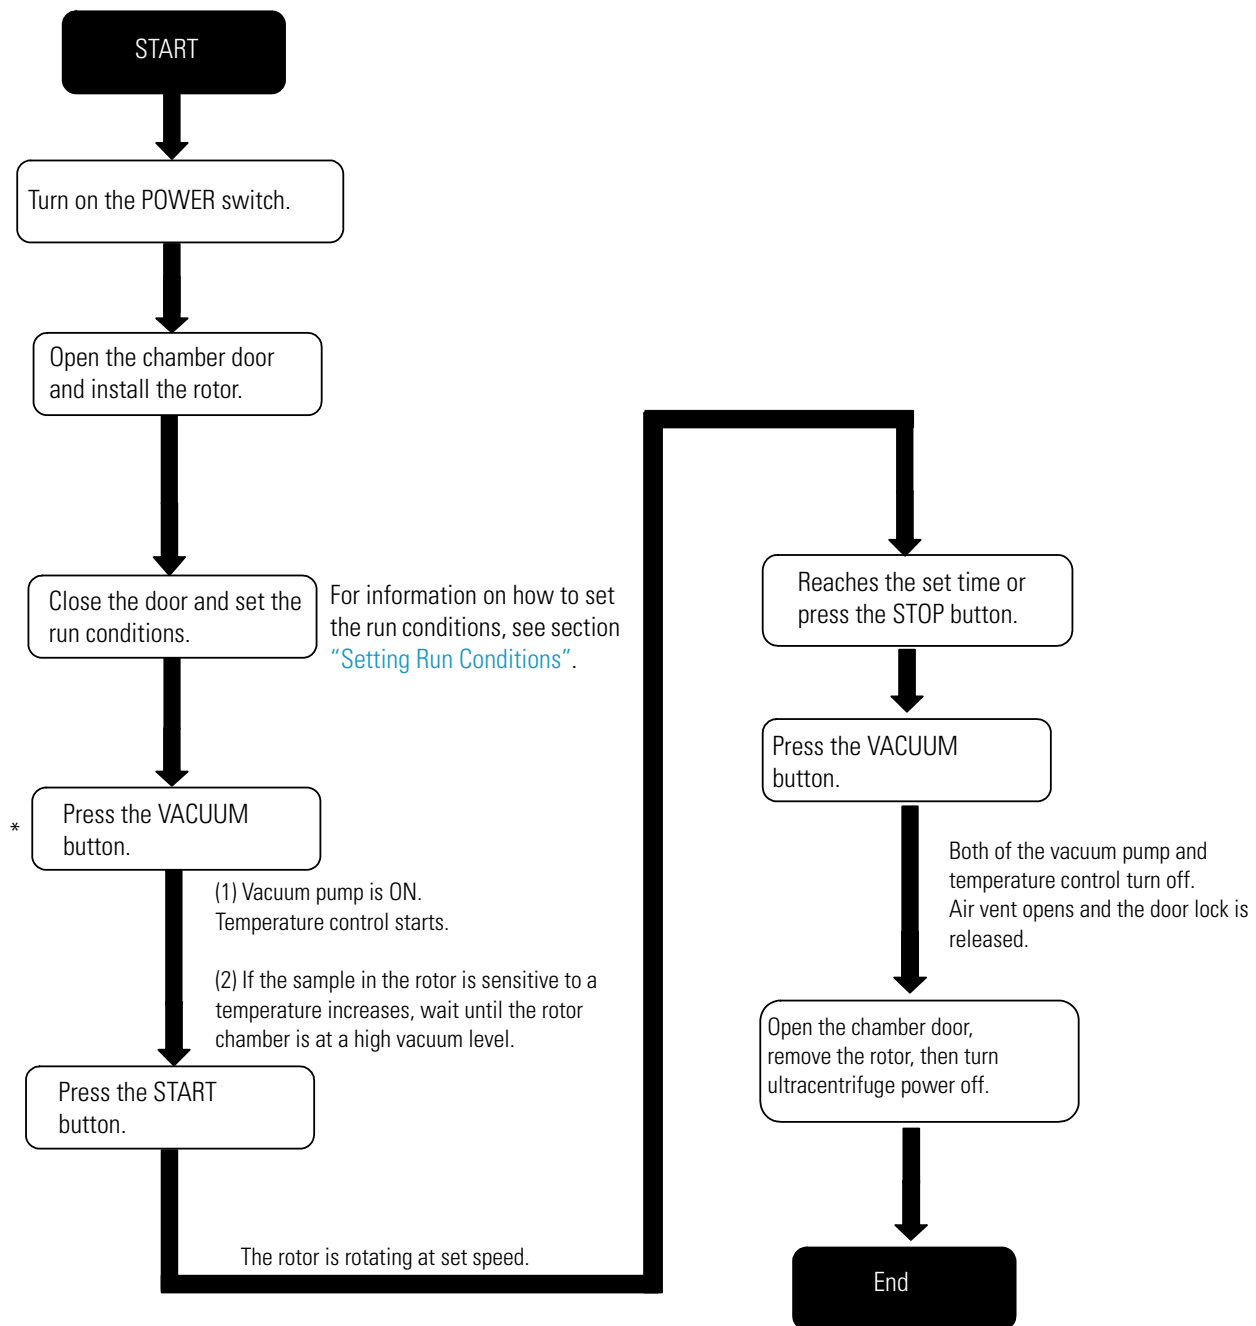 START
Turn on the POWER switch.
Open the chamber door
and install the rotor.
Close the door and set the
run conditions.
For information on how to set
the run conditions, see section
“Setting Run Conditions”.
*
Press the VACUUM
button.
(1) Vacuum pump is ON.
Temperature control starts.
(2) If the sample in the rotor is sensitive to a
temperature increases, wait until the rotor
chamber is at a high vacuum level.
Press the START
button.
The rotor is rotating at set speed.
Reaches the set time or
press the STOP button.
Press the VACUUM
button.
Both of the vacuum pump and
temperature control turn off.
Air vent opens and the door lock is
released.
Open the chamber door,
remove the rotor, then turn
ultracentrifuge power off.
End